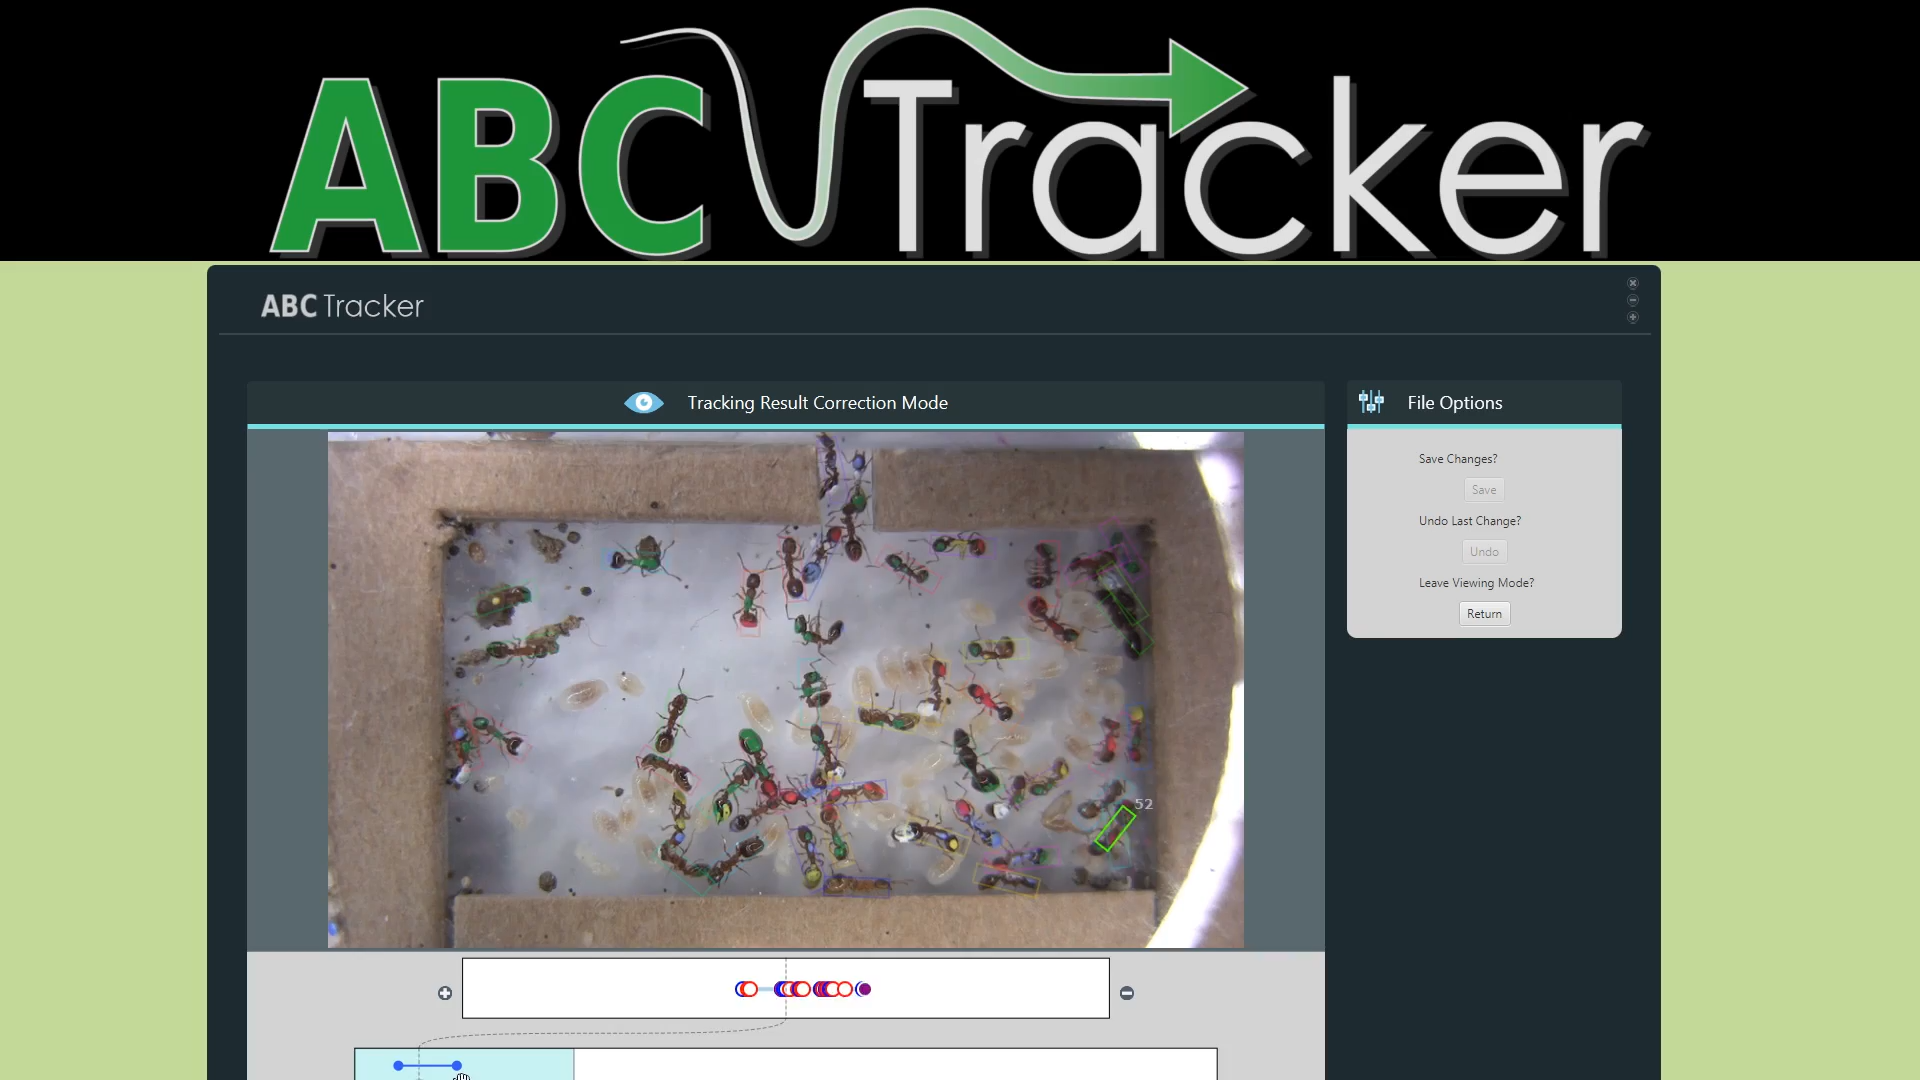 ABC Tracker
ABC Tracker
Tracking Result Correction Mode
File Options
Save Changes?
Save
Undo Last Change?
Undo
Leave Viewing Mode?
Return
52